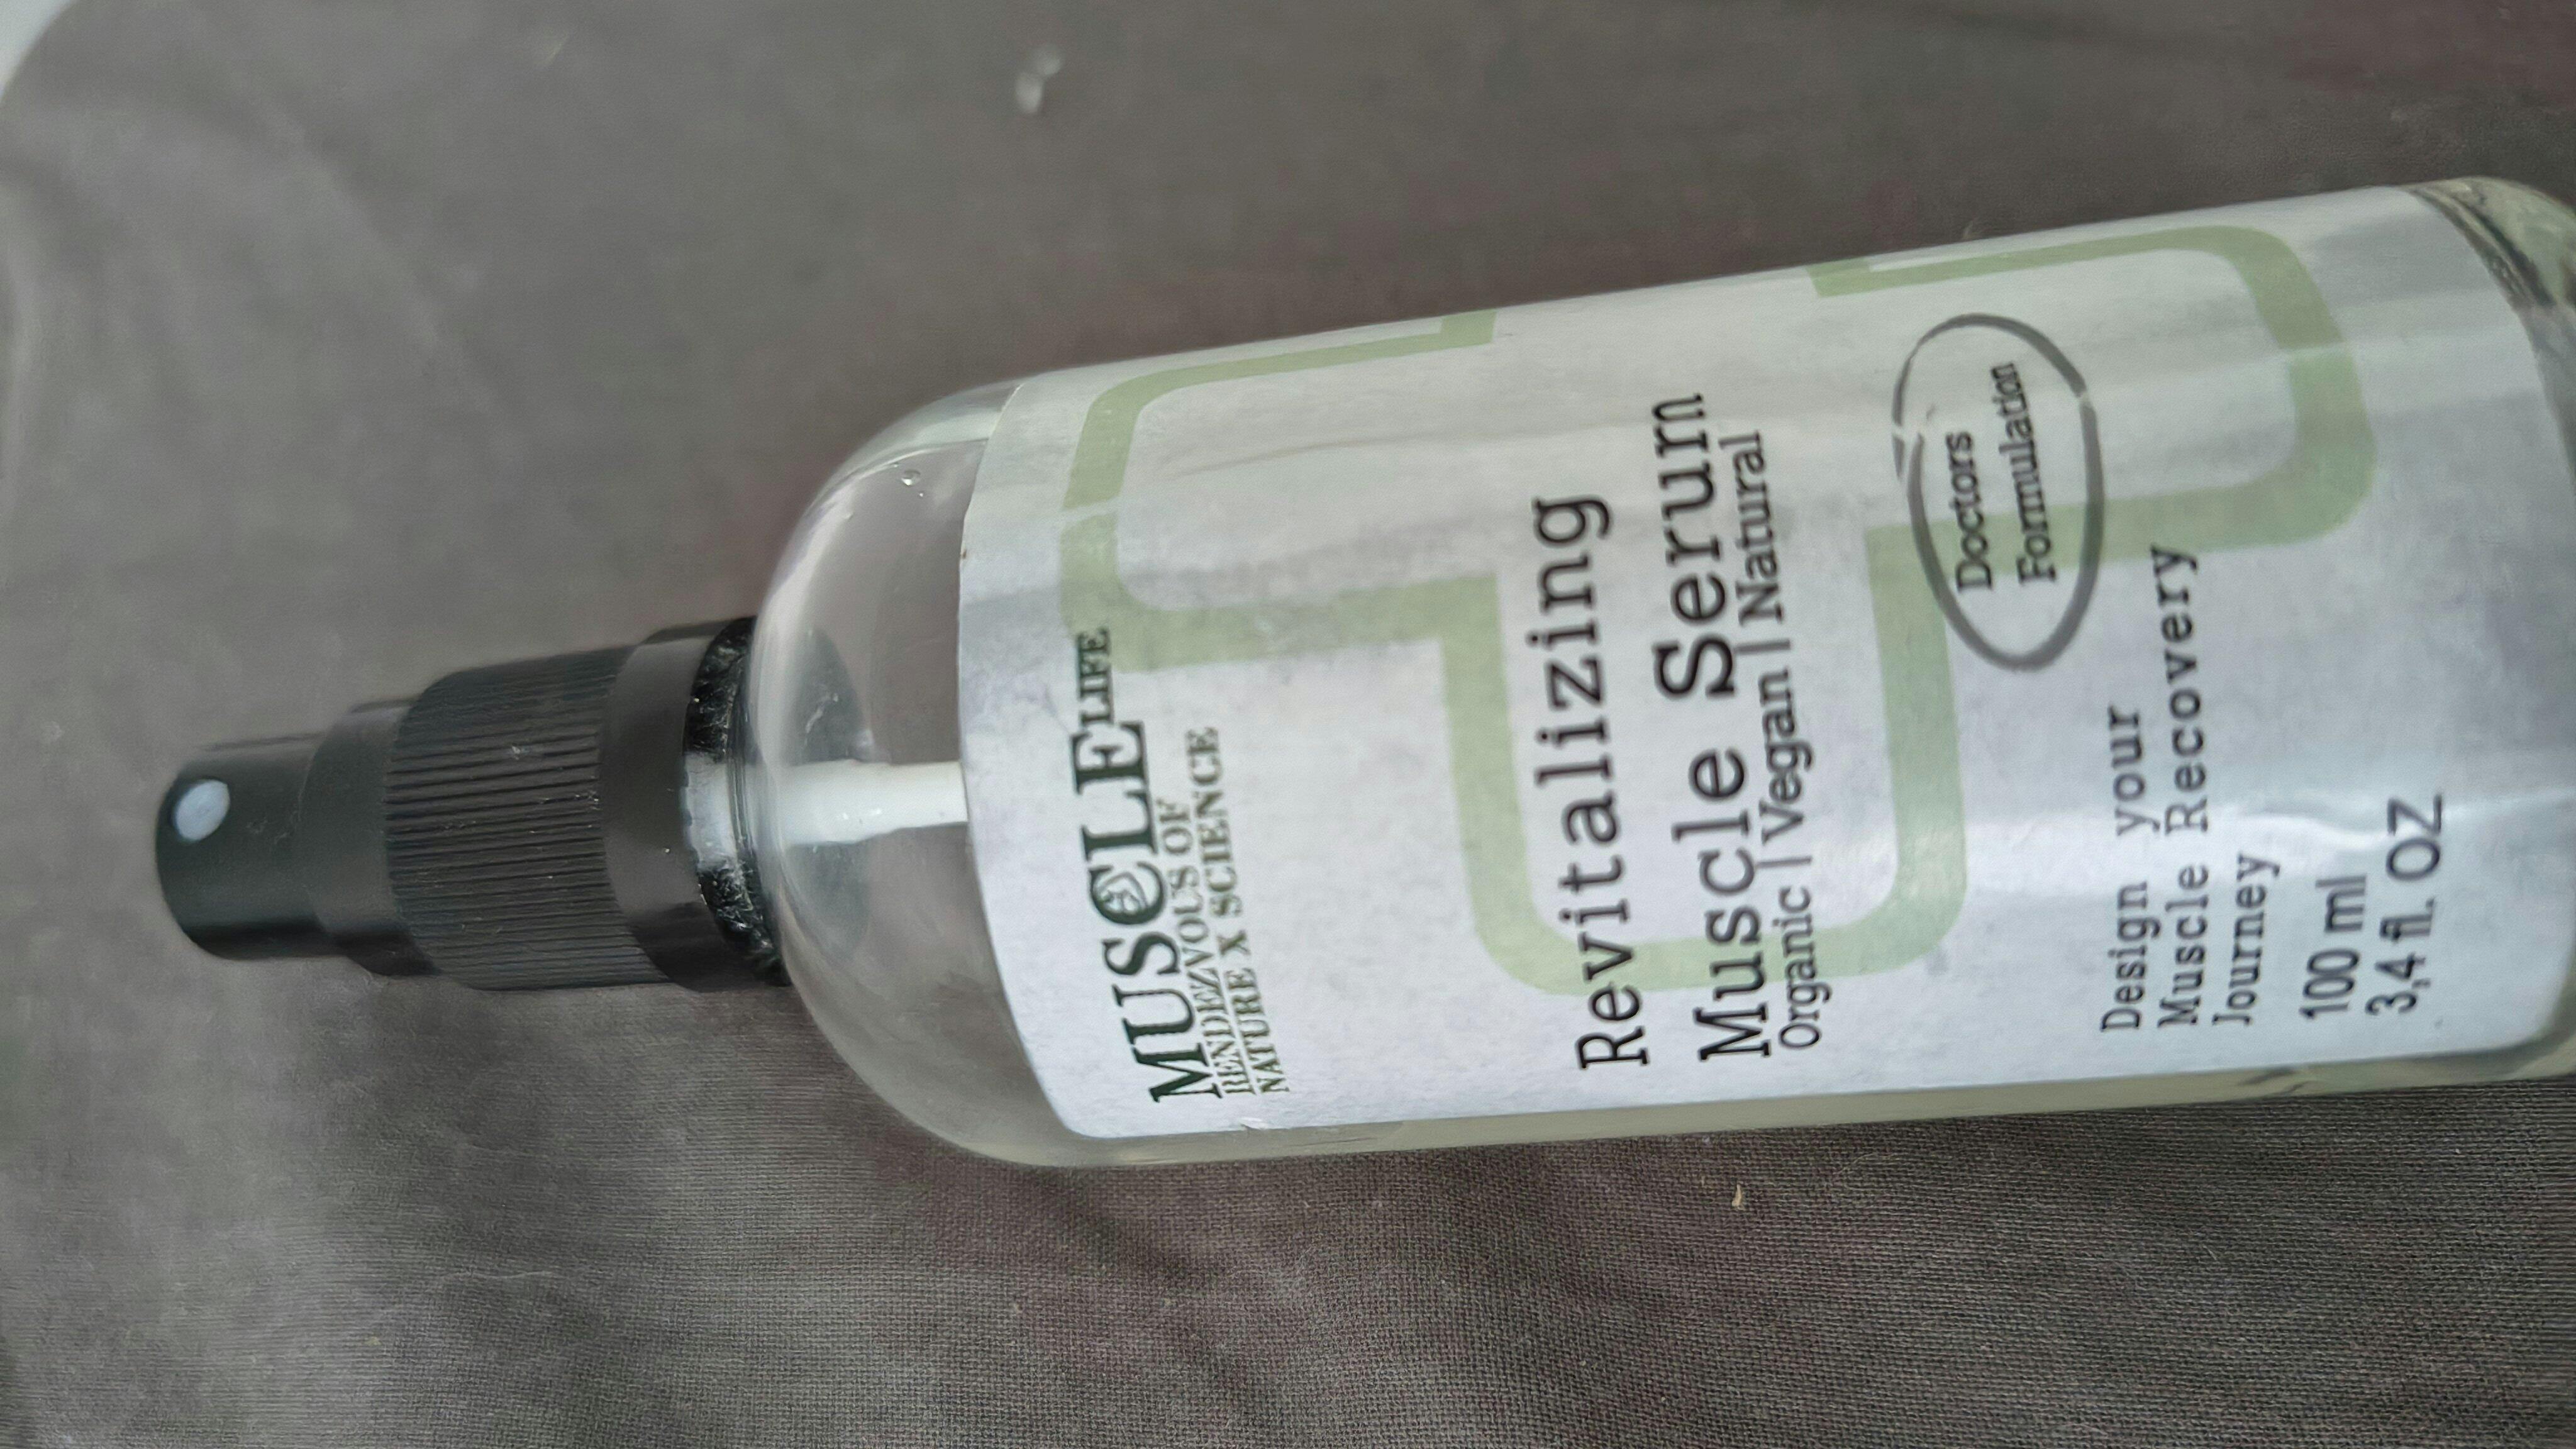 MUSCLE LIFE
RENDEZVOUS OF
NATURE X SCIENCE
Revitalizing
Muscle Serum
Organic | Vegan | Natural
Doctors
Formulation
Design your
Muscle Recovery
Journey
100 ml
3,4 fl. OZ